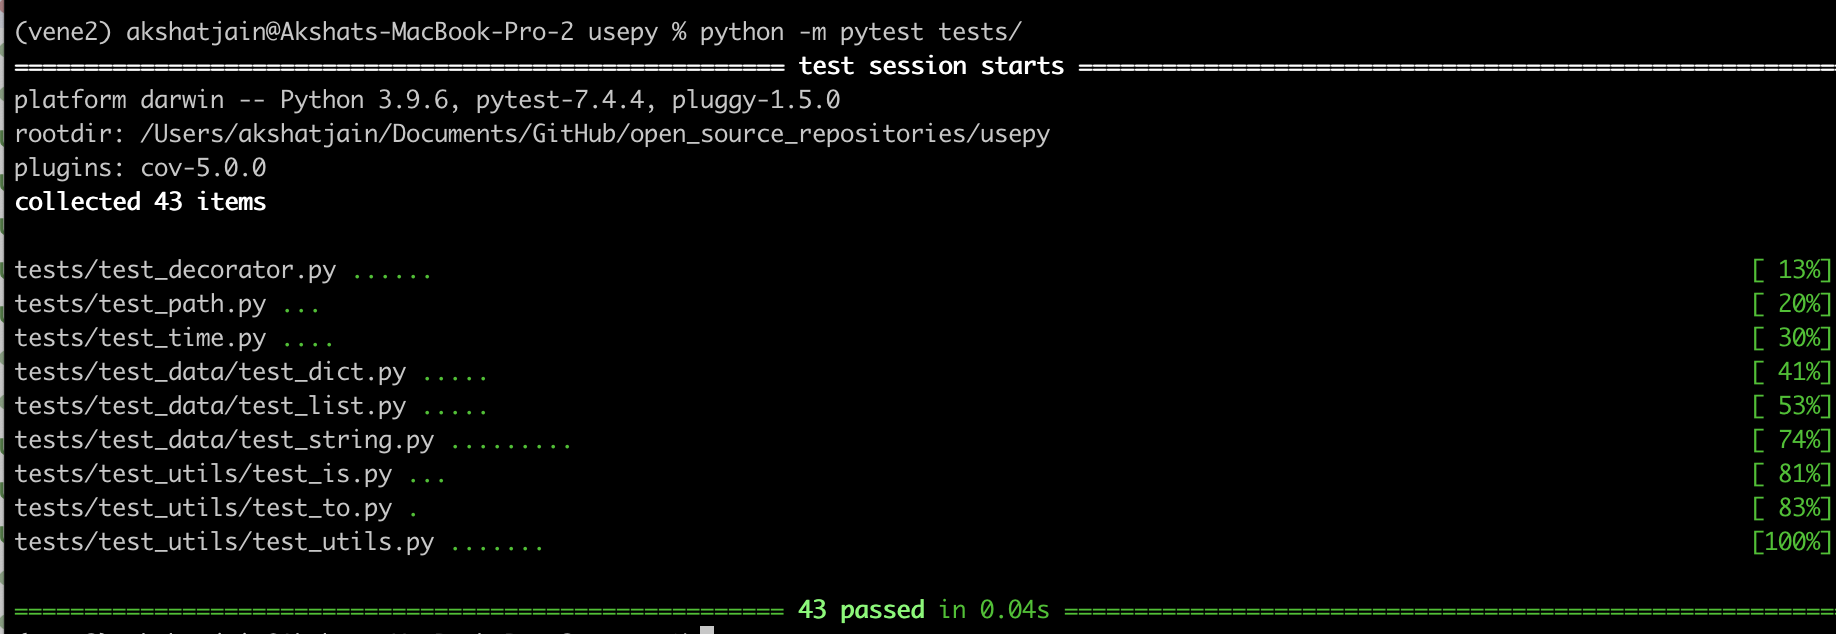 (vene2) akshatjain@Akshats-MacBook-Pro-2 usepy % python -m pytest tests/
======================================================= test session starts ======================================================
platform darwin -- Python 3.9.6, pytest-7.4.4, pluggy-1.5.0
rootdir: /Users/akshatjain/Documents/GitHub/open_source_repositories/usepy
plugins: cov-5.0.0
collected 43 items
tests/test_decorator.py ...... [ 13%]
tests/test_path.py ... [ 20%]
tests/test_time.py .... [ 30%]
tests/test_data/test_dict.py ..... [ 41%]
tests/test_data/test_list.py ..... [ 53%]
tests/test_data/test_string.py ......... [ 74%]
tests/test_utils/test_is.py ... [ 81%]
tests/test_utils/test_to.py . [ 83%]
tests/test_utils/test_utils.py ....... [100%]
======================================================= 43 passed in 0.04s =======================================================